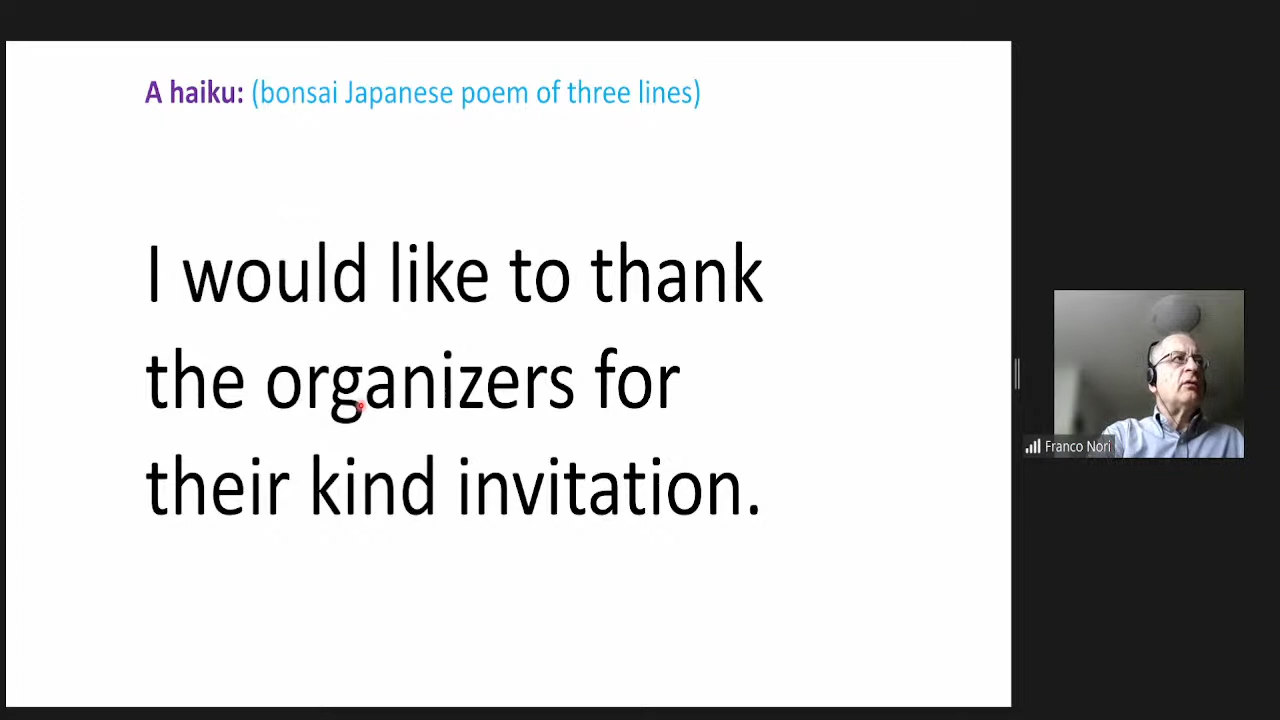 A haiku: (bonsai Japanese poem of three lines)
I would like to thank
the organizers for
their kind invitation.
Franco Nori